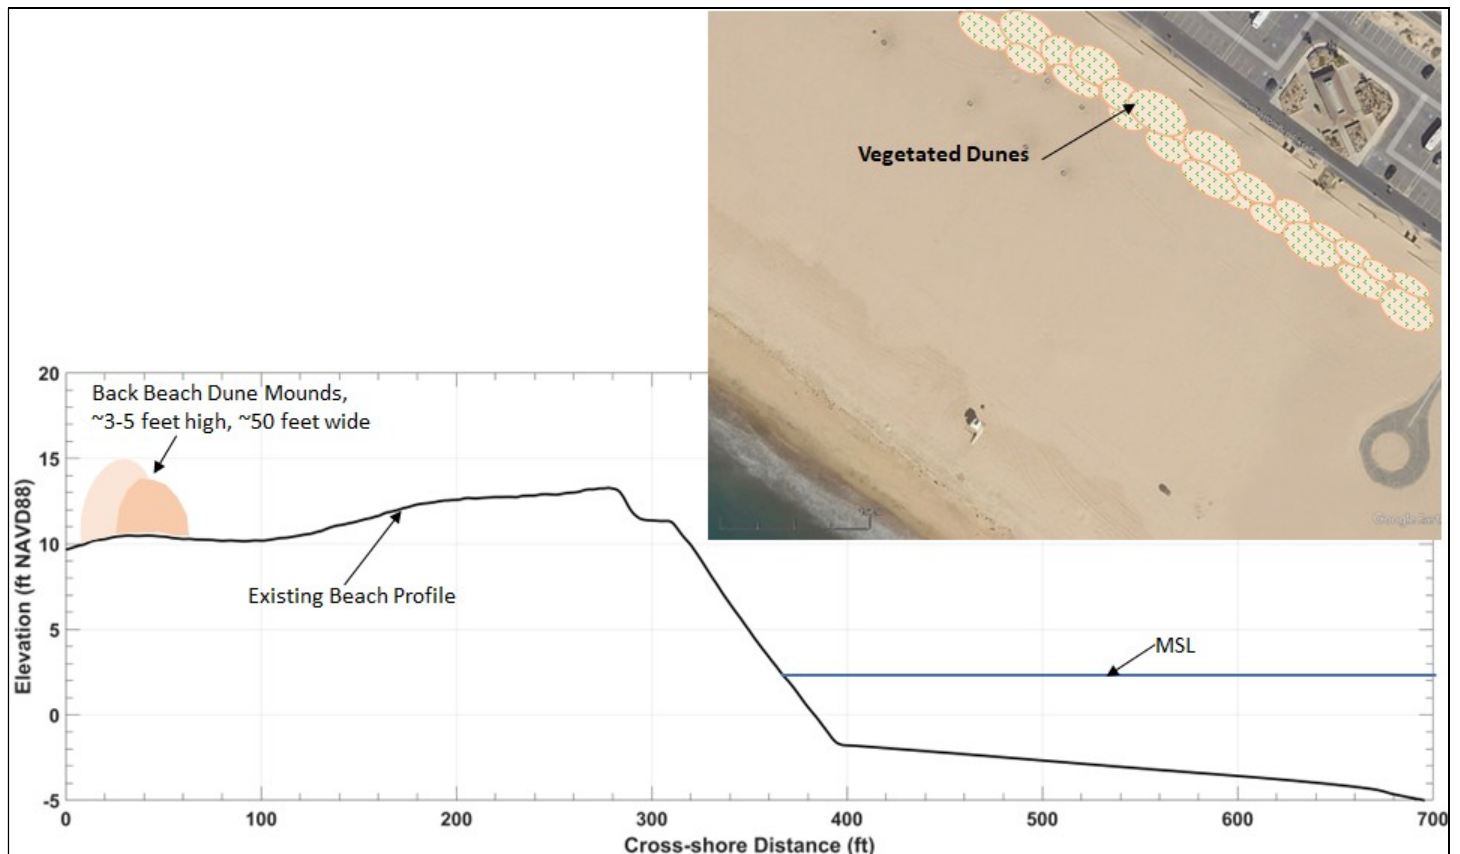 Vegetated Dunes
Back Beach Dune Mounds,
~3-5 feet high, ~50 feet wide
Existing Beach Profile
MSL
Elevation (ft NAVD88)
20
15
10
5
0
-5
0 100 200 300 400 500 600 700
Cross-shore Distance (ft)